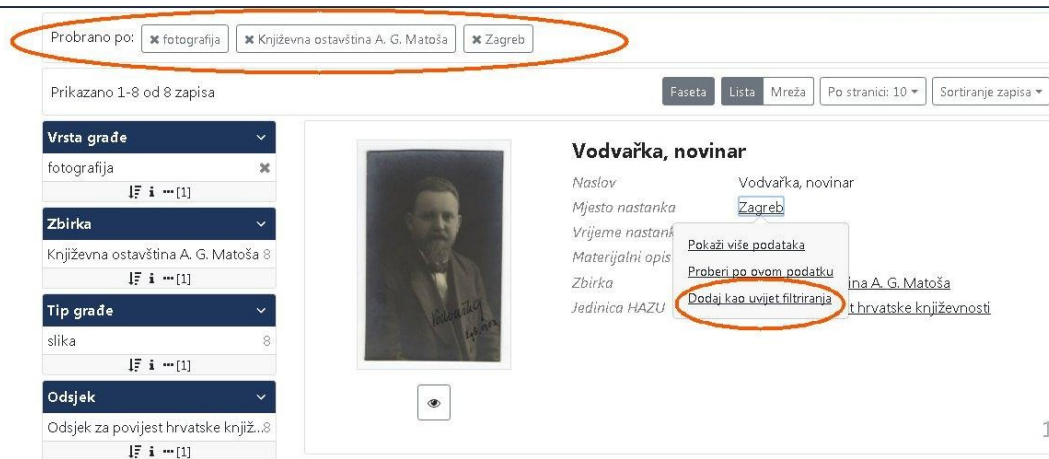 Probrano po: ✖ fotografija ✖ Književna ostavština A. G. Matoša ✖ Zagreb
Prikazano 1-8 od 8 zapisa
Faseta Lista Mreža Po stranici: 10 Sortiranje zapisa
Vrsta građe
fotografija ✖
[1]
Zbirka
Književna ostavština A. G. Matoša 8
[1]
Tip građe
slika 8
[1]
Odsjek
Odsjek za povijest hrvatske knjiž...8
[1]
Vodvařka, novinar
Naslov Vodvařka, novinar
Mjesto nastanka Zagreb
Vrijeme nastank
Materijalni opis
Zbirka ina A. G. Matoša
Jedinica HAZU t hrvatske književnosti
Pokaži više podataka
Proberi po ovom podatku
Dodaj kao uvijet filtriranja
1